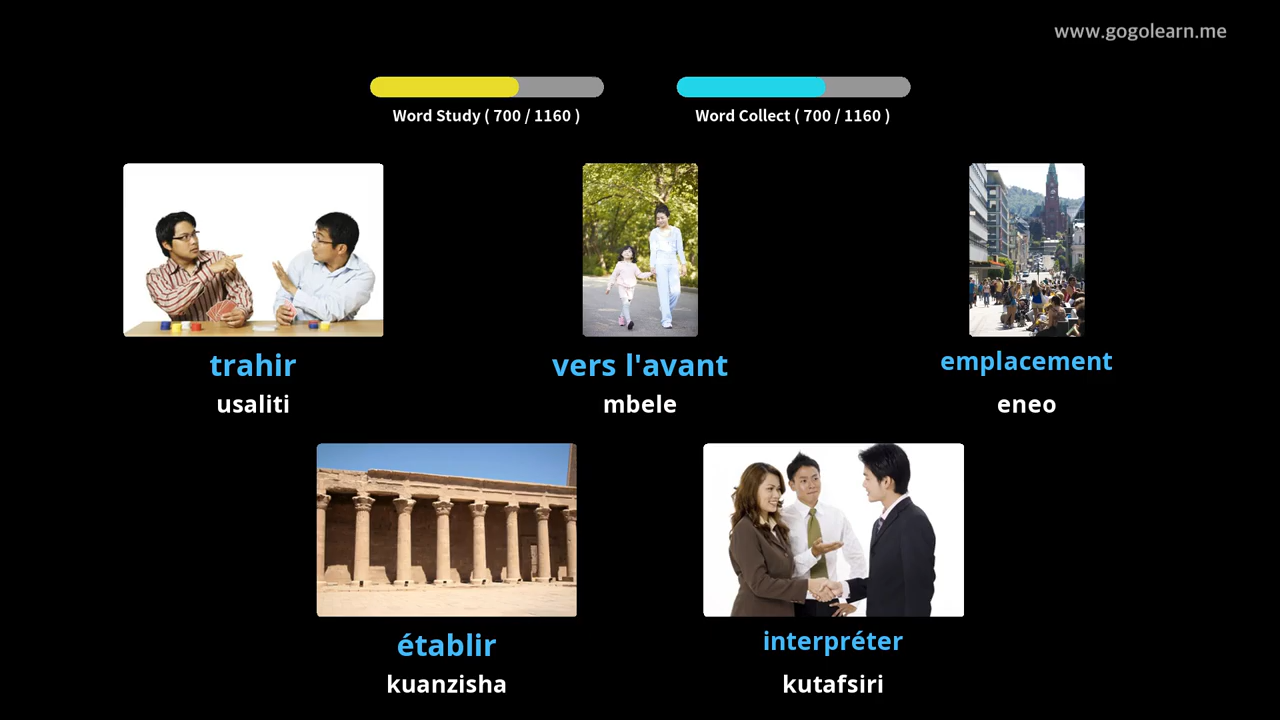 www.gogolearn.me
Word Study ( 700 / 1160 )
Word Collect ( 700 / 1160 )
trahir
usaliti
vers l'avant
mbele
emplacement
eneo
établir
kuanzisha
interpréter
kutafsiri